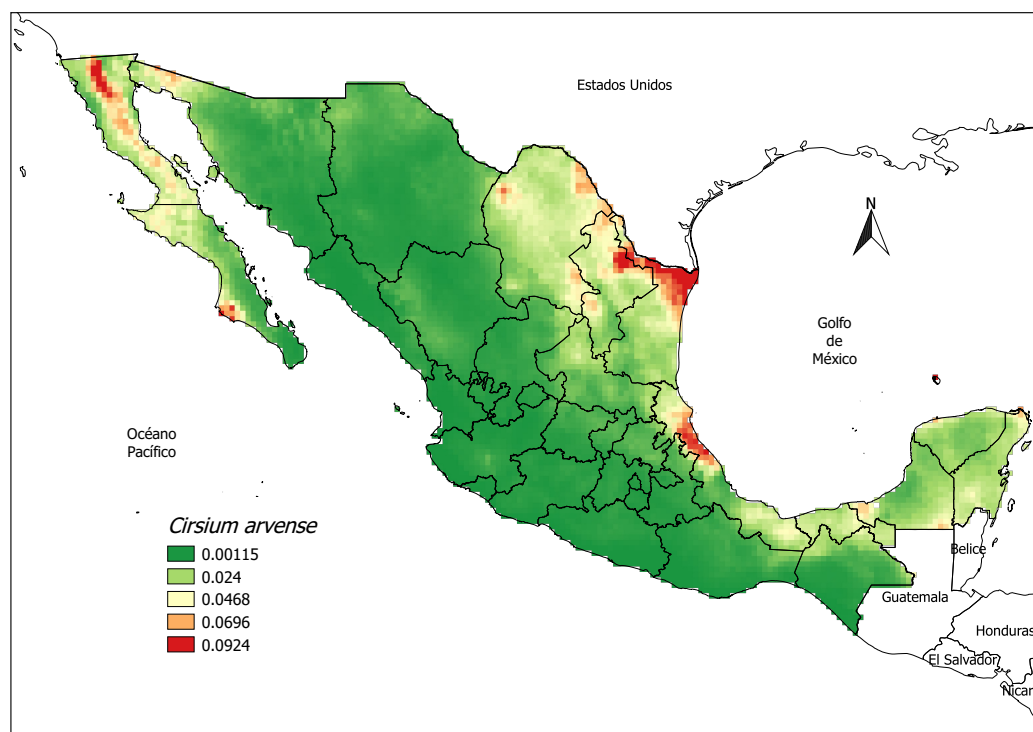 Estados Unidos
N
Golfo
de
México
Océano
Pacífico
Cirsium arvense
0.00115
0.024
0.0468
0.0696
0.0924
Belice
Guatemala
Honduras
El Salvador
Nicar